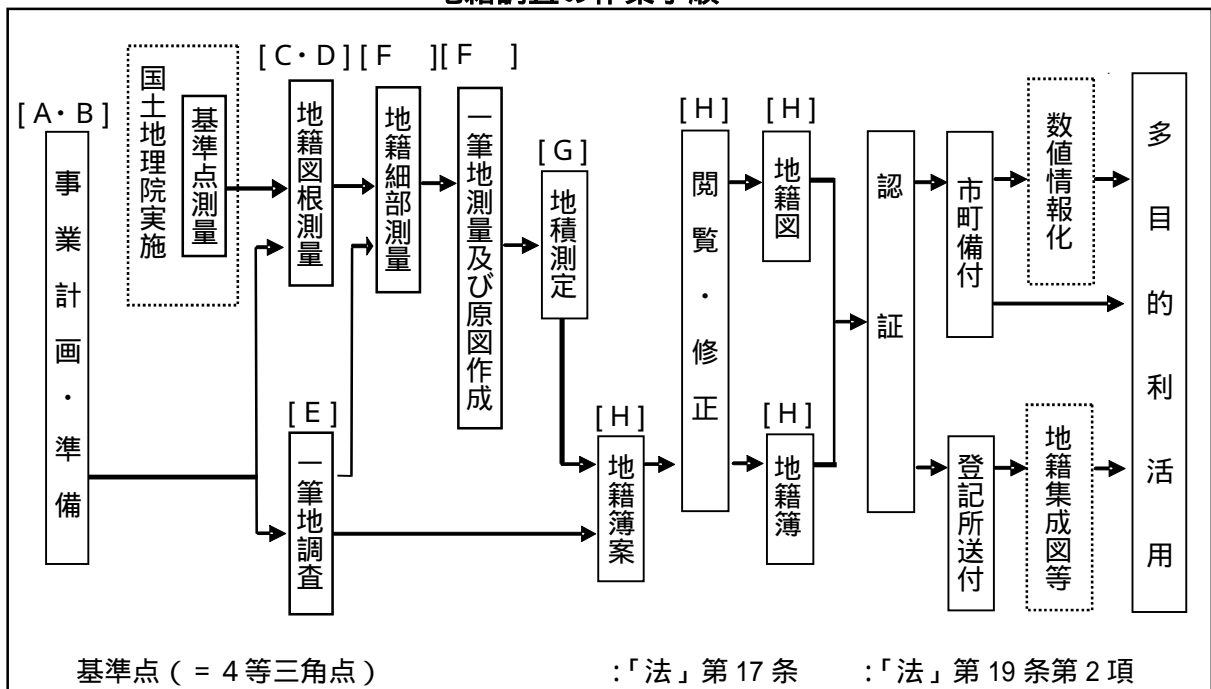 [A・B]
事業計画・準備
国土地理院実施
基準点測量
[C・D]
地籍図根測量
[F ]
地籍細部測量
[F ]
一筆地測量及び原図作成
[E]
一筆地調査
[G]
地積測定
[H]
地籍簿案
[H]
閲覧・修正
[H]
地籍図
[H]
地籍簿
認証
市町備付
登記所送付
数値情報化
地籍集成図等
多目的利活用
基準点(=4等三角点)
:「法」第17条
:「法」第19条第2項